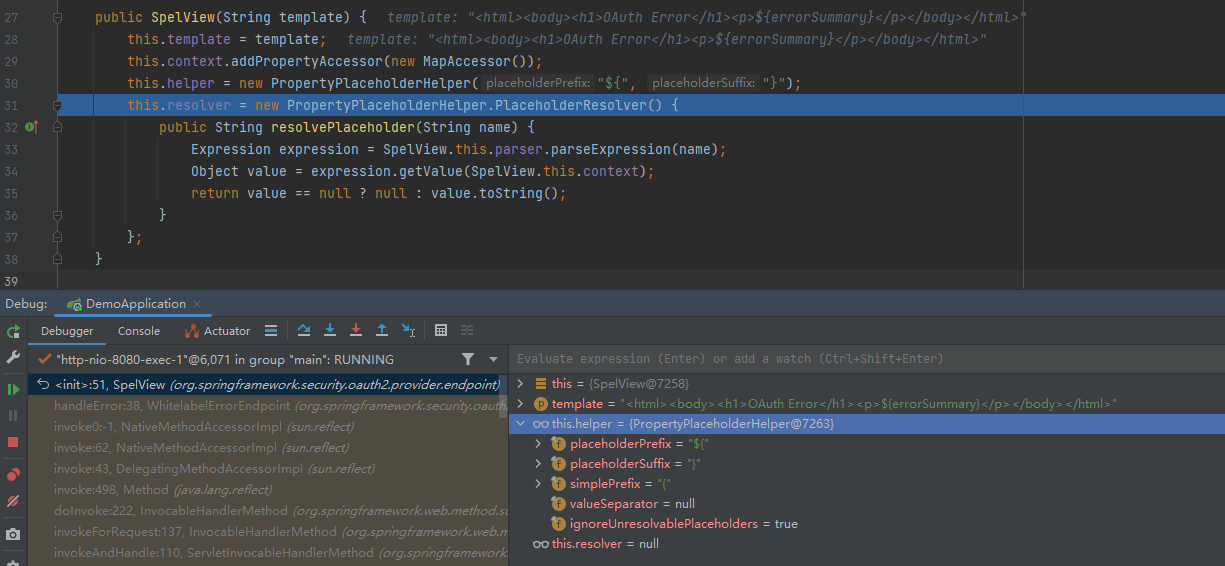 27 public SpelView(String template) { template: "<html><body><h1>OAuth Error</h1><p>${errorSummary}</p></body></html>"
28 this.template = template; template: "<html><body><h1>OAuth Error</h1><p>${errorSummary}</p></body></html>"
29 this.context.addPropertyAccessor(new MapAccessor());
30 this.helper = new PropertyPlaceholderHelper( placeholderPrefix: "${", placeholderSuffix: "}");
31 this.resolver = new PropertyPlaceholderHelper.PlaceholderResolver() {
32 public String resolvePlaceholder(String name) {
33 Expression expression = SpelView.this.parser.parseExpression(name);
34 Object value = expression.getValue(SpelView.this.context);
35 return value == null ? null : value.toString();
36 }
37 };
38 }
39
Debug: DemoApplication ×
Debugger Console Actuator
"http-nio-8080-exec-1"@6,071 in group "main": RUNNING
<init>:51, SpelView (org.springframework.security.oauth2.provider.endpoint)
handleError:38, WhitelabelErrorEndpoint (org.springframework.security.oauth
invoke0:-1, NativeMethodAccessorImpl (sun.reflect)
invoke:62, NativeMethodAccessorImpl (sun.reflect)
invoke:43, DelegatingMethodAccessorImpl (sun.reflect)
invoke:498, Method (java.lang.reflect)
doInvoke:222, InvocableHandlerMethod (org.springframework.web.method.su
invokeForRequest:137, InvocableHandlerMethod (org.springframework.web.m
invokeAndHandle:110, ServletInvocableHandlerMethod (org.springframework
Evaluate expression (Enter) or add a watch (Ctrl+Shift+Enter)
this = {SpelView@7258}
template = "<html><body><h1>OAuth Error</h1><p>${errorSummary}</p></body></html>"
this.helper = {PropertyPlaceholderHelper@7263}
placeholderPrefix = "${"
placeholderSuffix = "}"
simplePrefix = "{"
valueSeparator = null
ignoreUnresolvablePlaceholders = true
this.resolver = null